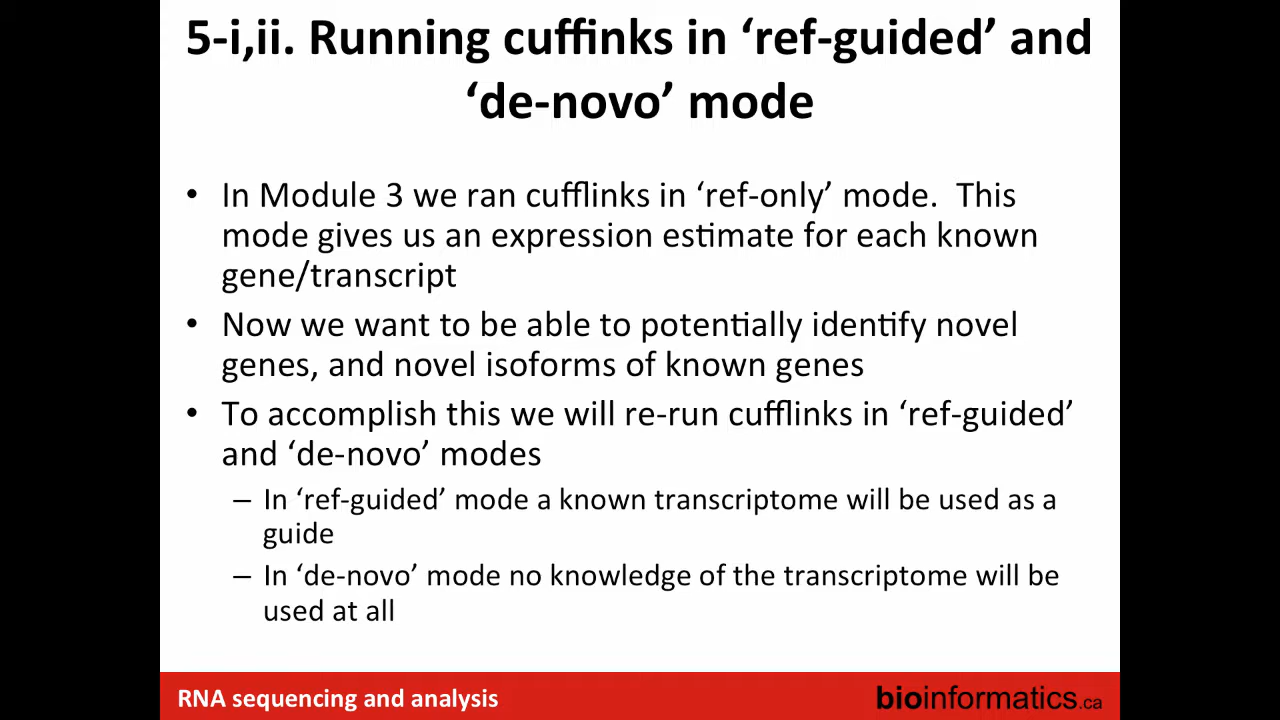 5-i,ii. Running cuffinks in ‘ref-guided’ and
‘de-novo’ mode
• In Module 3 we ran cufflinks in ‘ref-only’ mode.  This
mode gives us an expression estimate for each known
gene/transcript
• Now we want to be able to potentially identify novel
genes, and novel isoforms of known genes
• To accomplish this we will re-run cufflinks in ‘ref-guided’
and ‘de-novo’ modes
– In ‘ref-guided’ mode a known transcriptome will be used as a
guide
– In ‘de-novo’ mode no knowledge of the transcriptome will be
used at all
RNA sequencing and analysis
bioinformatics.ca